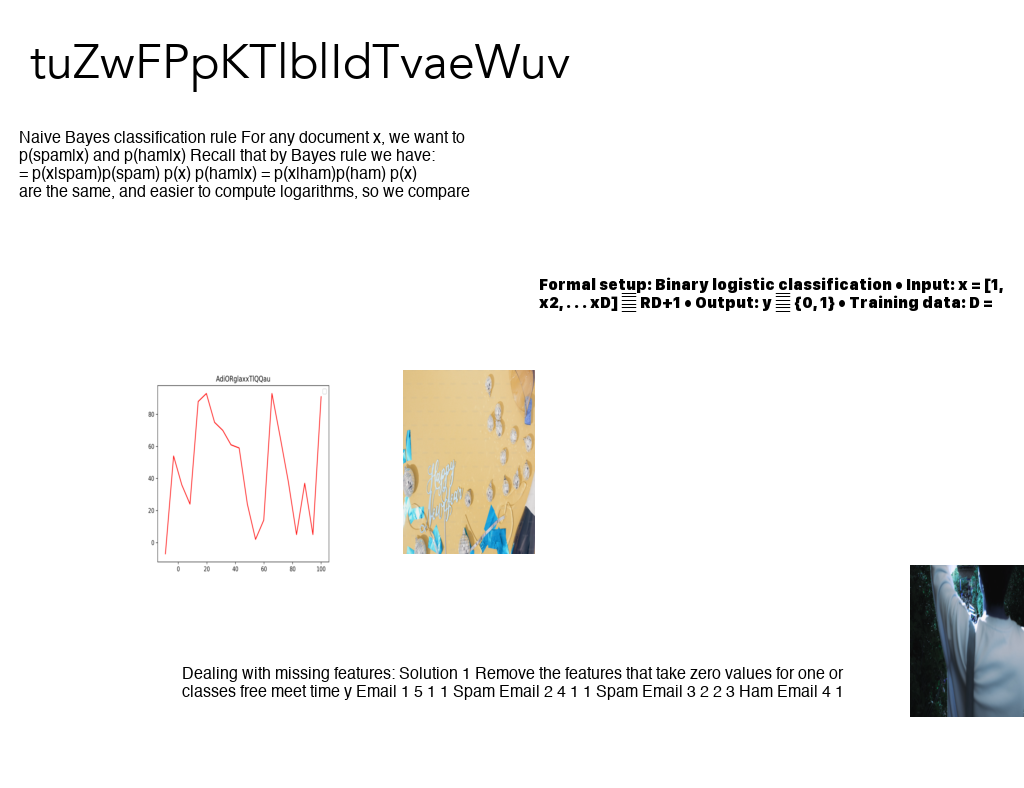 tuZwFPpKTlblIdTvaeWuv
Naive Bayes classification rule For any document x, we want to
p(spam|x) and p(ham|x) Recall that by Bayes rule we have:
= p(x|spam)p(spam) p(x) p(ham|x) = p(x|ham)p(ham) p(x)
are the same, and easier to compute logarithms, so we compare
Formal setup: Binary logistic classification • Input: x = [1,
x2, . . . xD] RD+1 • Output: y {0, 1} • Training data: D =
80
60
40
20
0
0 20 40 60 80 100
Happy
Dealing with missing features: Solution 1 Remove the features that take zero values for one or
classes free meet time y Email 1 5 1 1 Spam Email 2 4 1 1 Spam Email 3 2 2 3 Ham Email 4 1